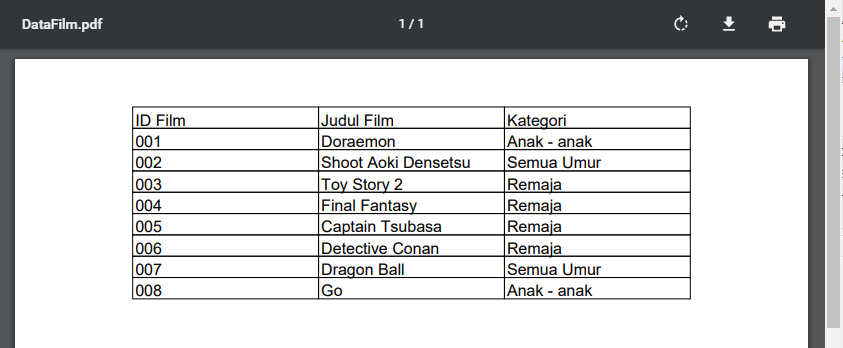 DataFilm.pdf 1 / 1
ID Film Judul Film Kategori
001 Doraemon Anak - anak
002 Shoot Aoki Densetsu Semua Umur
003 Toy Story 2 Remaja
004 Final Fantasy Remaja
005 Captain Tsubasa Remaja
006 Detective Conan Remaja
007 Dragon Ball Semua Umur
008 Go Anak - anak